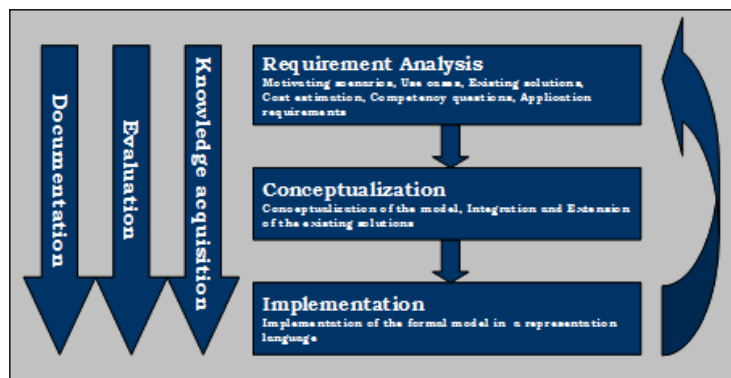 Documentation
Evaluation
Knowledge acquisition
Requirement Analysis
Motivating scenarios, Use cases, Existing solutions,
Cost estimation, Competency questions, Application
requirements
Conceptualization
Conceptualization of the model, Integration and Extension
of the existing solutions
Implementation
Implementation of the formal model in a representation
language